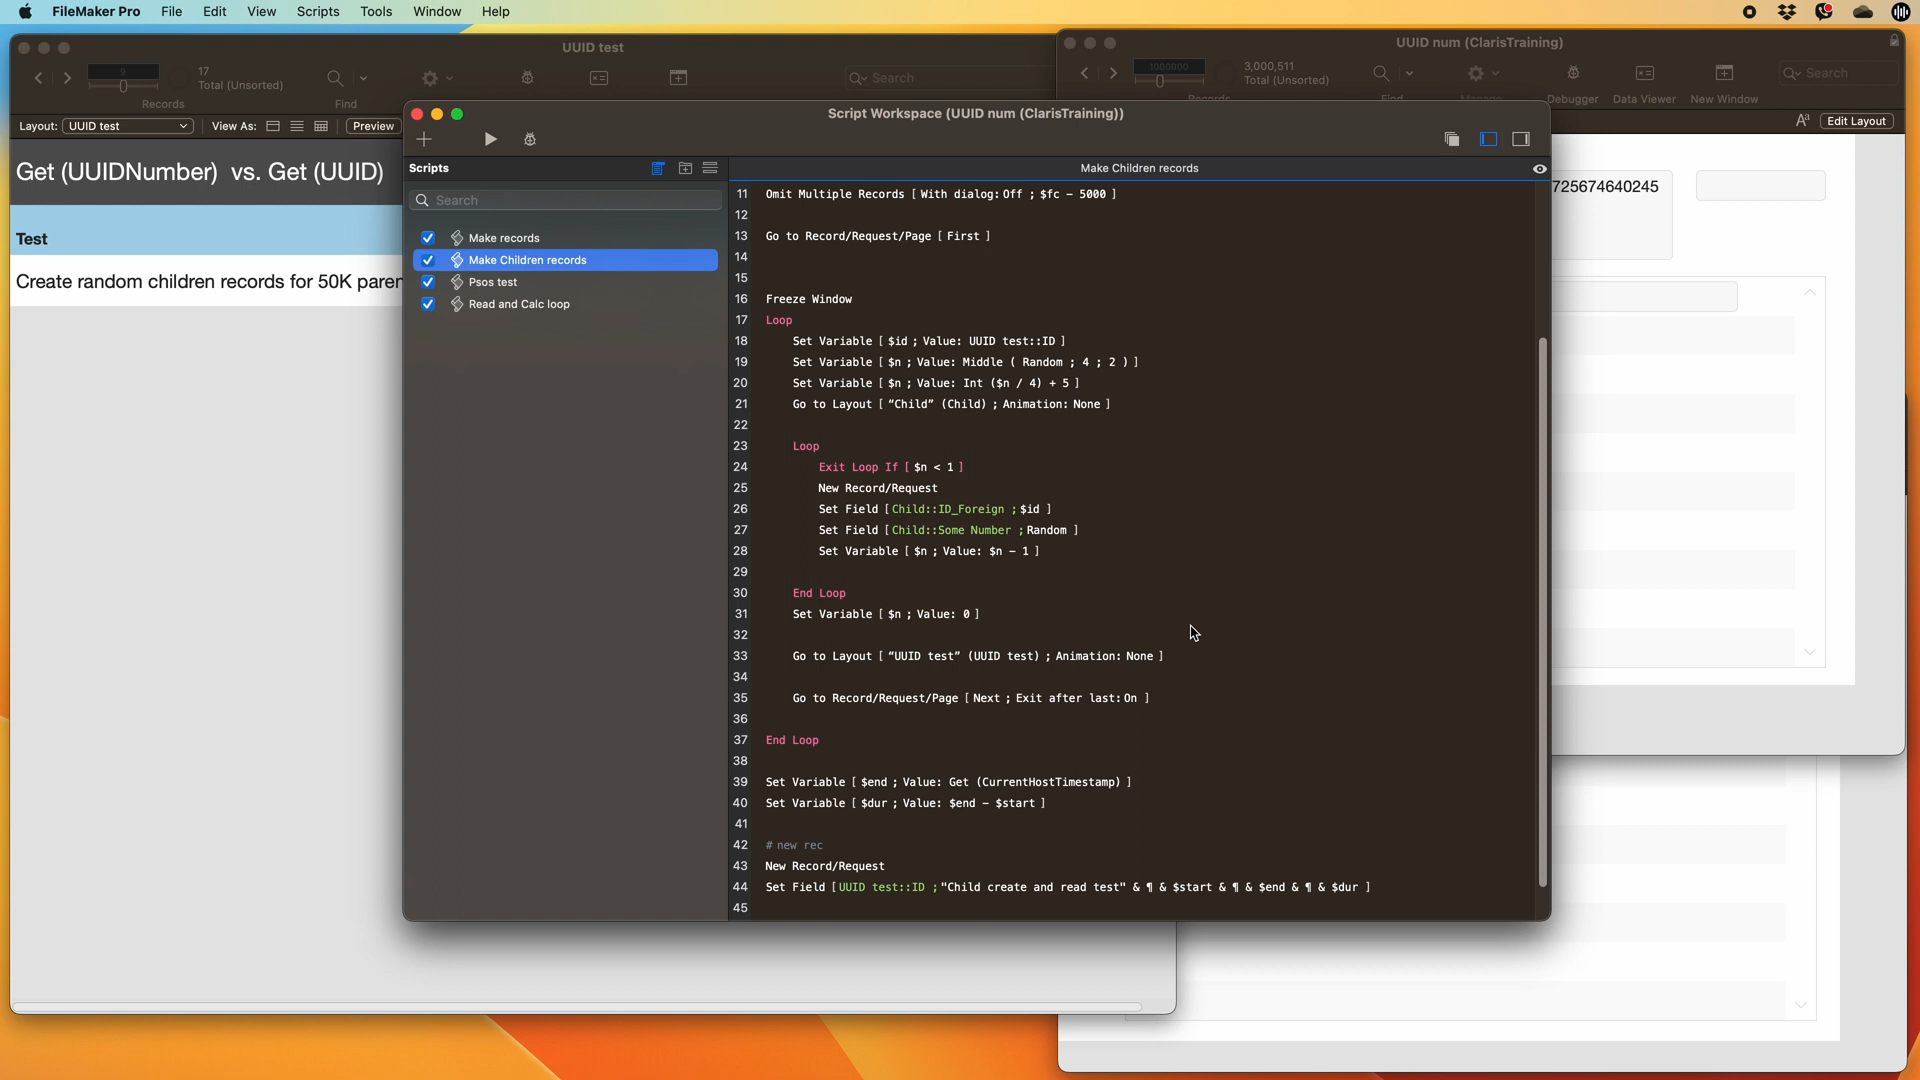 FileMaker Pro File Edit View Scripts Tools Window Help
UUID test
9
17
Total (Unsorted)
Records
Find
Search
Layout: UUID test View As: Preview
Get (UUIDNumber) vs. Get (UUID)
Test
Create random children records for 50K paren
UUID num (ClarisTraining)
1000000
3,000,511
Total (Unsorted)
Search
Debugger Data Viewer New Window
Edit Layout
725674640245
Script Workspace (UUID num (ClarisTraining))
Scripts
Search
Make records
Make Children records
Psos test
Read and Calc loop
Make Children records
11 Omit Multiple Records [ With dialog: Off ; $fc − 5000 ]
12
13 Go to Record/Request/Page [ First ]
14
15
16 Freeze Window
17 Loop
18 Set Variable [ $id ; Value: UUID test::ID ]
19 Set Variable [ $n ; Value: Middle ( Random ; 4 ; 2 ) ]
20 Set Variable [ $n ; Value: Int ($n / 4) + 5 ]
21 Go to Layout [ “Child” (Child) ; Animation: None ]
22
23 Loop
24 Exit Loop If [ $n < 1 ]
25 New Record/Request
26 Set Field [ Child::ID_Foreign ; $id ]
27 Set Field [ Child::Some Number ; Random ]
28 Set Variable [ $n ; Value: $n − 1 ]
29
30 End Loop
31 Set Variable [ $n ; Value: 0 ]
32
33 Go to Layout [ “UUID test” (UUID test) ; Animation: None ]
34
35 Go to Record/Request/Page [ Next ; Exit after last: On ]
36
37 End Loop
38
39 Set Variable [ $end ; Value: Get (CurrentHostTimestamp) ]
40 Set Variable [ $dur ; Value: $end − $start ]
41
42 # new rec
43 New Record/Request
44 Set Field [ UUID test::ID ; "Child create and read test" & ¶ & $start & ¶ & $end & ¶ & $dur ]
45